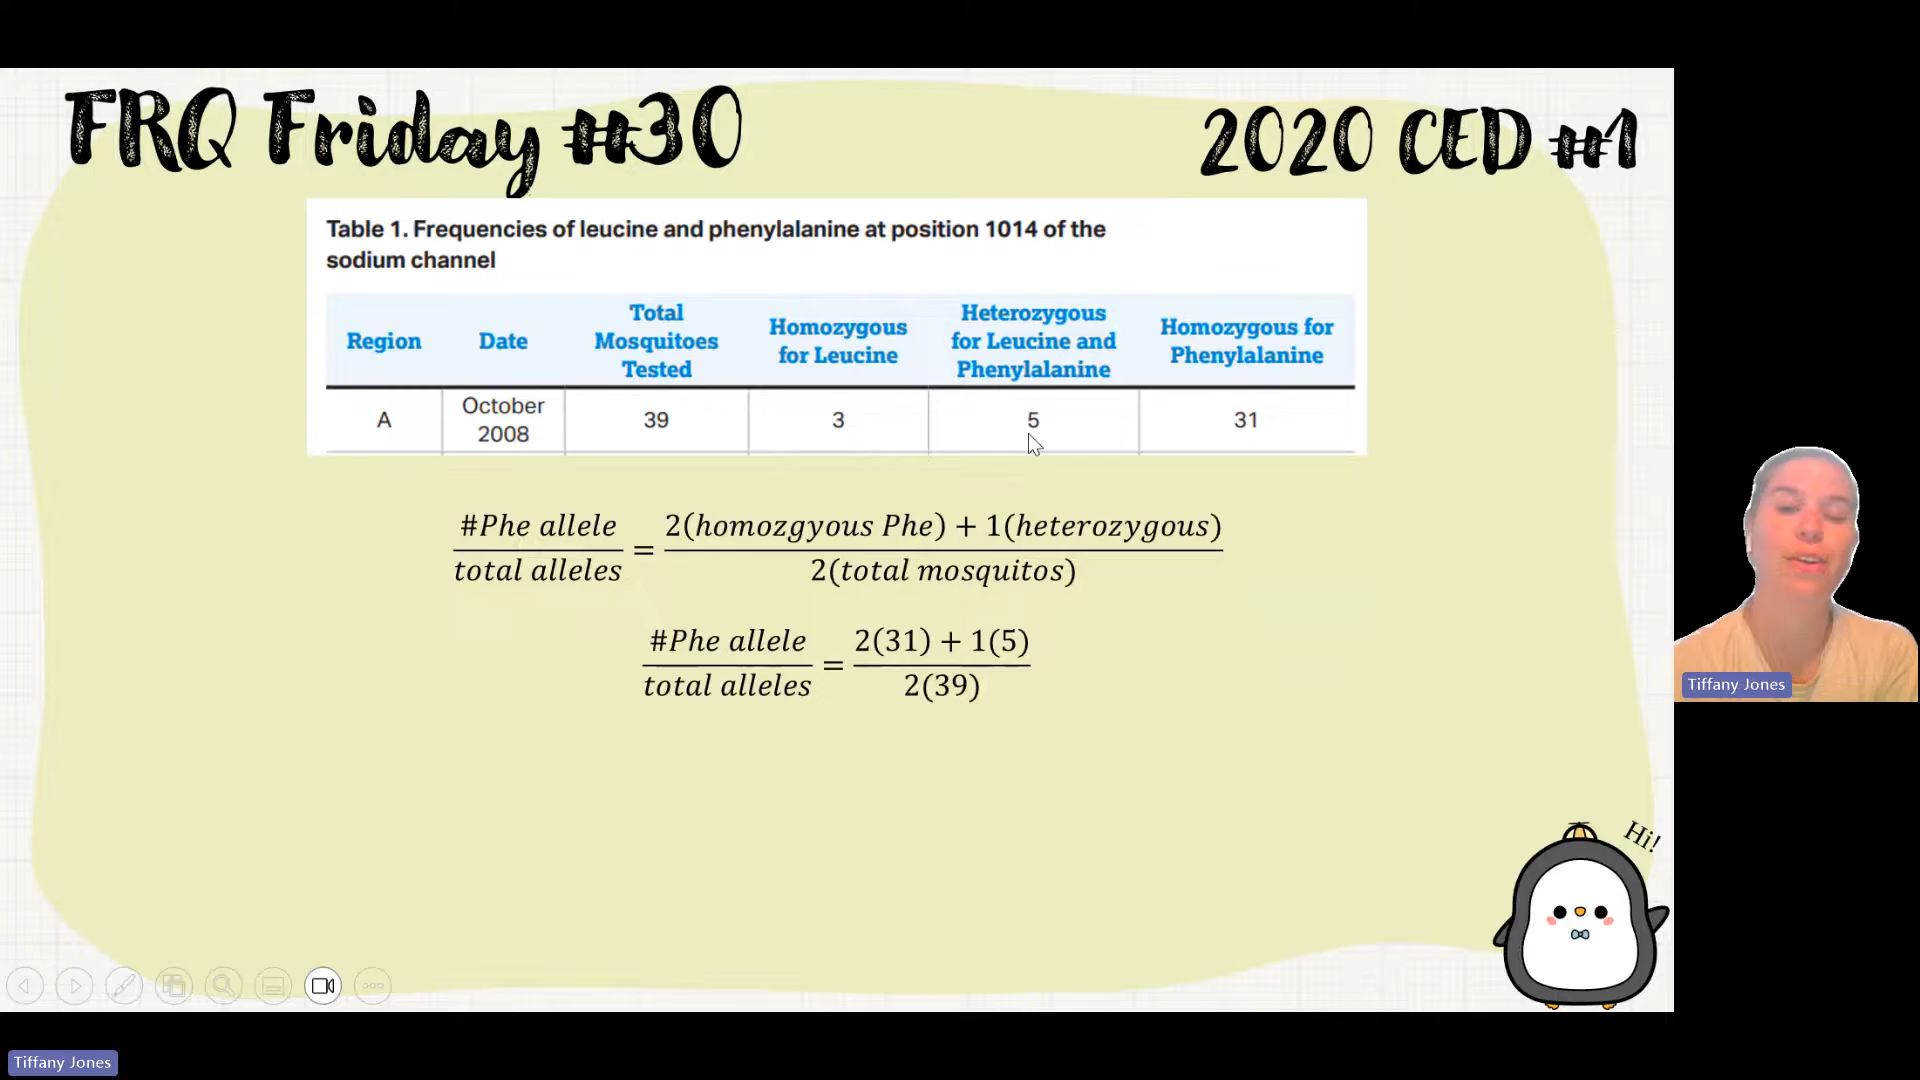 FRQ Friday #30
2020 CED #1
Table 1. Frequencies of leucine and phenylalanine at position 1014 of the
sodium channel
Region Date Total Mosquitoes Tested Homozygous for Leucine Heterozygous for Leucine and Phenylalanine Homozygous for Phenylalanine
A October 2008 39 3 5 31
#Phe allele / total alleles = 2(homozgyous Phe) + 1(heterozygous) / 2(total mosquitos)
#Phe allele / total alleles = 2(31) + 1(5) / 2(39)
Tiffany Jones
Hi!
Tiffany Jones